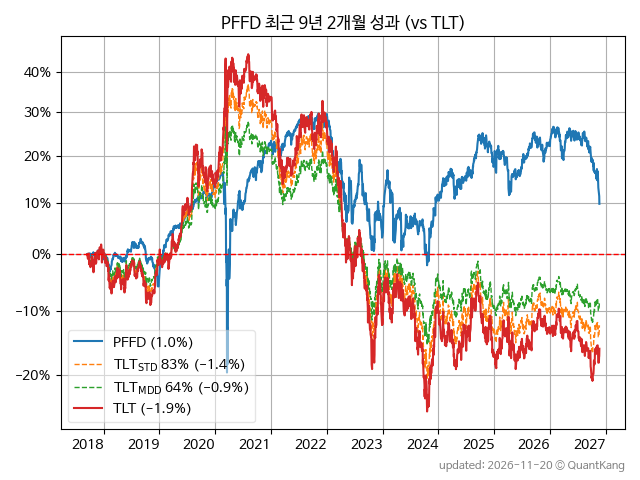 PFFD 최근 9년 2개월 성과 (vs TLT)
40%
30%
20%
10%
0%
−10%
−20%
PFFD (1.0%)
TLT_STD 83% (−1.4%)
TLT_MDD 64% (−0.9%)
TLT (−1.9%)
2018 2019 2020 2021 2022 2023 2024 2025 2026 2027
updated: 2026-11-20 © QuantKang